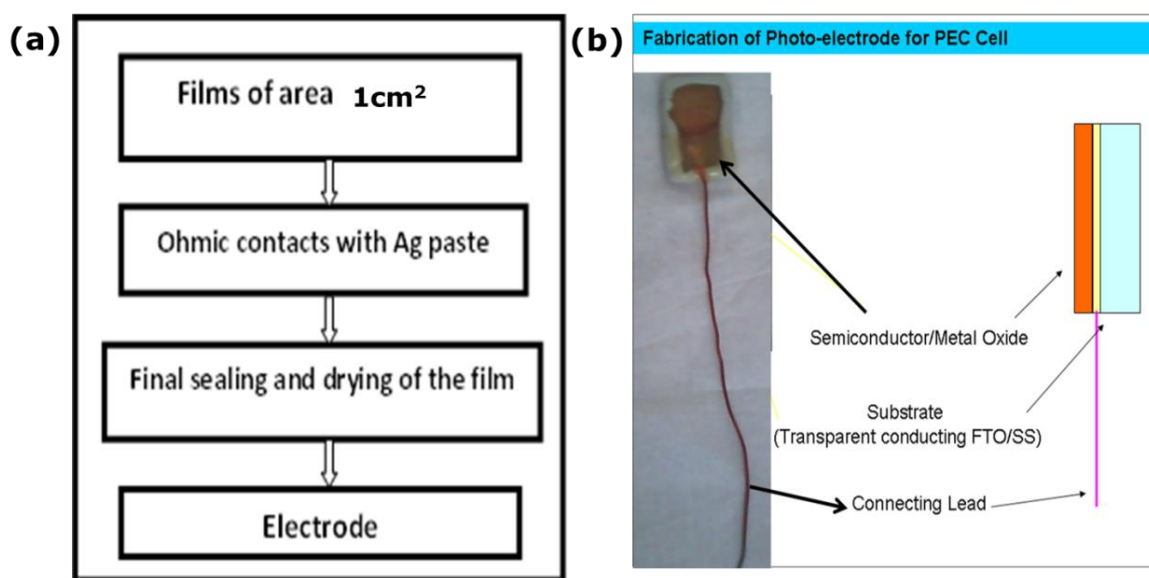 (a)
Films of area 1cm²
Ohmic contacts with Ag paste
Final sealing and drying of the film
Electrode
(b)
Fabrication of Photo-electrode for PEC Cell
Semiconductor/Metal Oxide
Substrate
(Transparent conducting FTO/SS)
Connecting Lead